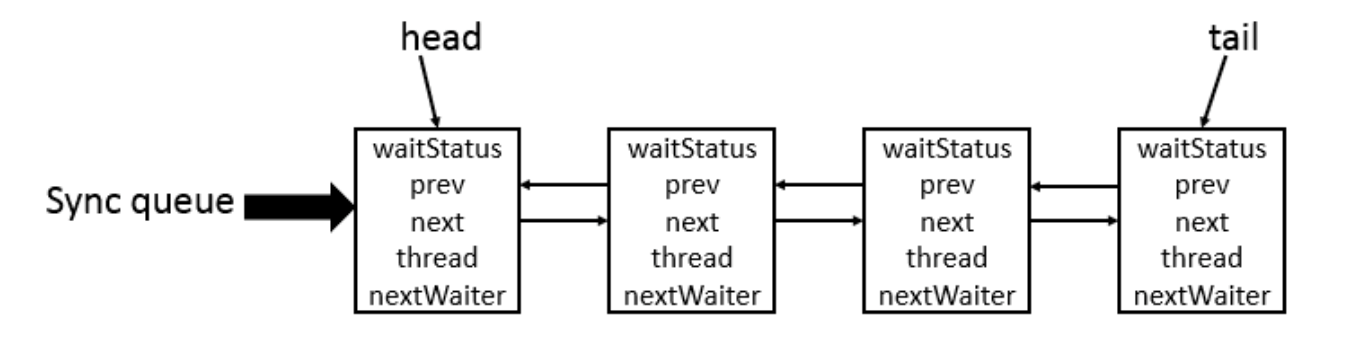 head
tail
Sync queue
waitStatus
prev
next
thread
nextWaiter
waitStatus
prev
next
thread
nextWaiter
waitStatus
prev
next
thread
nextWaiter
waitStatus
prev
next
thread
nextWaiter